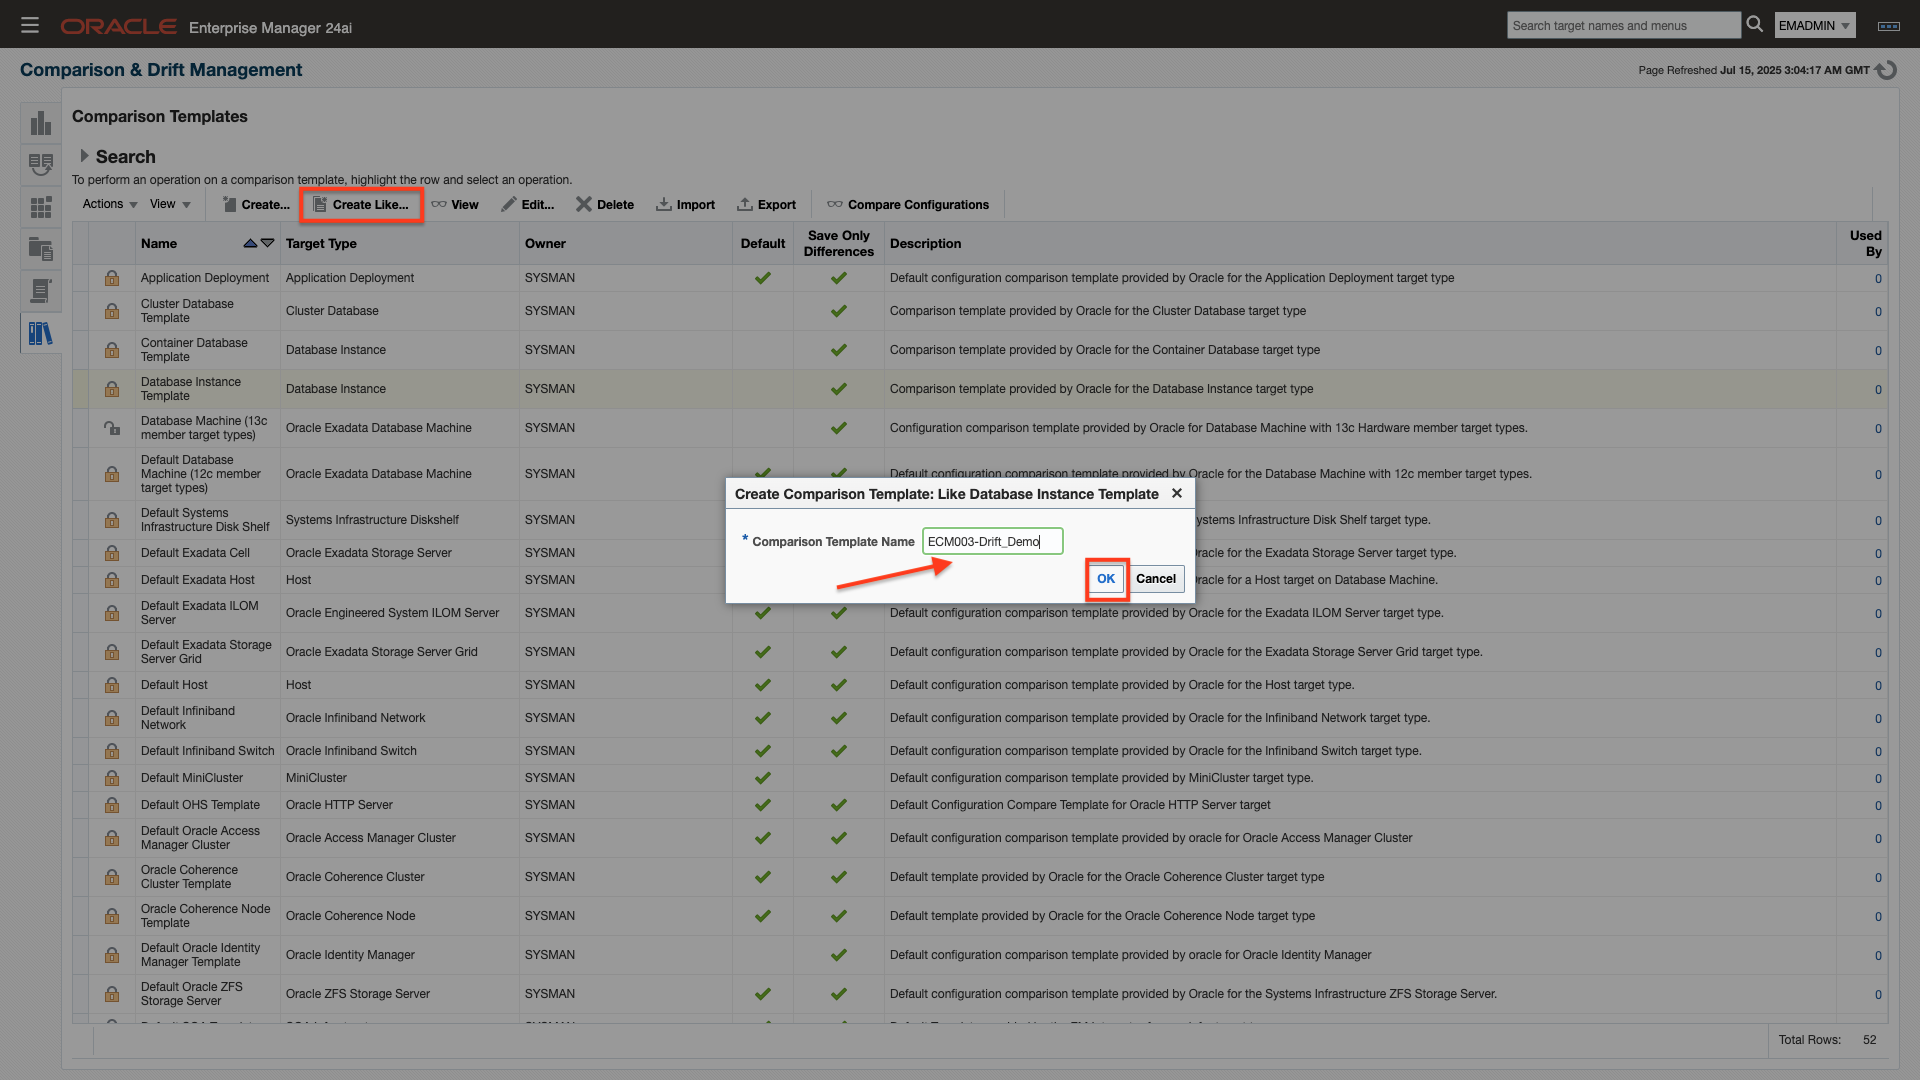 ORACLE Enterprise Manager 24ai
Search target names and menus
EMADMIN
Comparison & Drift Management
Page Refreshed Jul 15, 2025 3:04:17 AM GMT
Comparison Templates
Search
To perform an operation on a comparison template, highlight the row and select an operation.
Actions View Create... Create Like... View Edit... Delete Import Export Compare Configurations
Name Target Type Owner Default Save Only Differences Description Used By
Application Deployment Application Deployment SYSMAN Default configuration comparison template provided by Oracle for the Application Deployment target type 0
Cluster Database Template Cluster Database SYSMAN Comparison template provided by Oracle for the Cluster Database target type 0
Container Database Template Database Instance SYSMAN Comparison template provided by Oracle for the Container Database target type 0
Database Instance Template Database Instance SYSMAN Comparison template provided by Oracle for the Database Instance target type 0
Database Machine (13c member target types) Oracle Exadata Database Machine SYSMAN Configuration comparison template provided by Oracle for Database Machine with 13c Hardware member target types. 0
Default Database Machine (12c member target types) Oracle Exadata Database Machine SYSMAN Default configuration comparison template provided by Oracle for the Database Machine with 12c member target types. 0
Create Comparison Template: Like Database Instance Template
* Comparison Template Name ECM003-Drift_Demo
OK Cancel
Default Systems Infrastructure Disk Shelf Systems Infrastructure Diskshelf SYSMAN ystems Infrastructure Disk Shelf target type. 0
Default Exadata Cell Oracle Exadata Storage Server SYSMAN racle for the Exadata Storage Server target type. 0
Default Exadata Host Host SYSMAN racle for a Host target on Database Machine. 0
Default Exadata ILOM Server Oracle Engineered System ILOM Server SYSMAN Default configuration comparison template provided by Oracle for the Exadata ILOM Server target type. 0
Default Exadata Storage Server Grid Oracle Exadata Storage Server Grid SYSMAN Default configuration comparison template provided by Oracle for the Exadata Storage Server Grid target type. 0
Default Host Host SYSMAN Default configuration comparison template provided by Oracle for the Host target type. 0
Default Infiniband Network Oracle Infiniband Network SYSMAN Default configuration comparison template provided by Oracle for the Infiniband Network target type. 0
Default Infiniband Switch Oracle Infiniband Switch SYSMAN Default configuration comparison template provided by Oracle for the Infiniband Switch target type. 0
Default MiniCluster MiniCluster SYSMAN Default configuration comparison template provided by MiniCluster target type. 0
Default OHS Template Oracle HTTP Server SYSMAN Default Configuration Compare Template for Oracle HTTP Server target 0
Default Oracle Access Manager Cluster Oracle Access Manager Cluster SYSMAN Default configuration comparison template provided by oracle for Oracle Access Manager Cluster 0
Oracle Coherence Cluster Template Oracle Coherence Cluster SYSMAN Default template provided by Oracle for the Oracle Coherence Cluster target type 0
Oracle Coherence Node Template Oracle Coherence Node SYSMAN Default template provided by Oracle for the Oracle Coherence Node target type 0
Default Oracle Identity Manager Template Oracle Identity Manager SYSMAN Default configuration comparison template provided by oracle for Oracle Identity Manager 0
Default Oracle ZFS Storage Server Oracle ZFS Storage Server SYSMAN Default configuration comparison template provided by Oracle for the Systems Infrastructure ZFS Storage Server. 0
Total Rows: 52